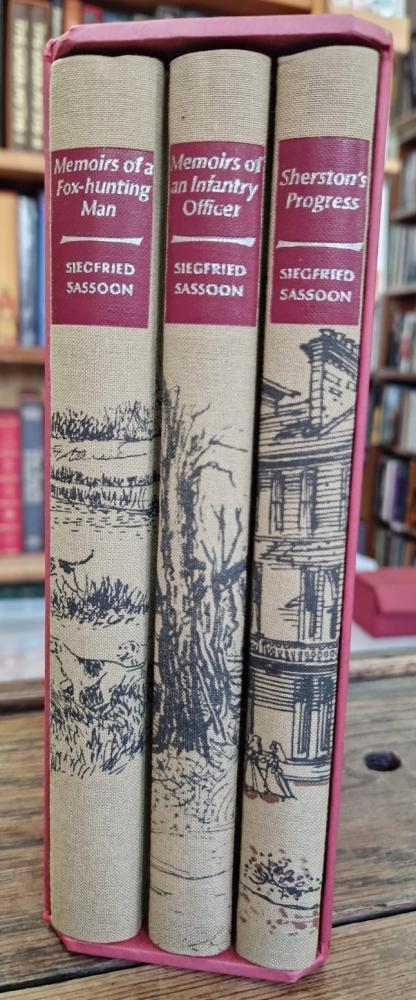 Memoirs of a
Fox-hunting
Man
SIEGFRIED
SASSOON
Memoirs of
an Infantry
Officer
SIEGFRIED
SASSOON
Sherston's
Progress
SIEGFRIED
SASSOON